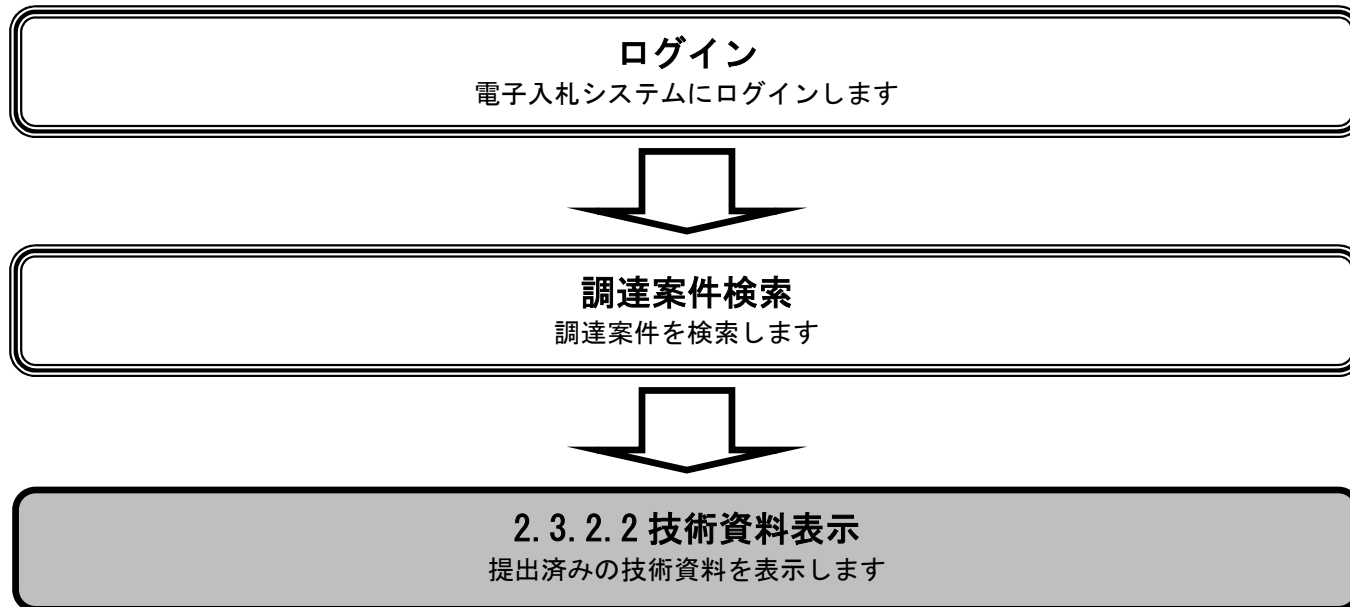 ログイン
電子入札システムにログインします
調達案件検索
調達案件を検索します
2.3.2.2 技術資料表示
提出済みの技術資料を表示します